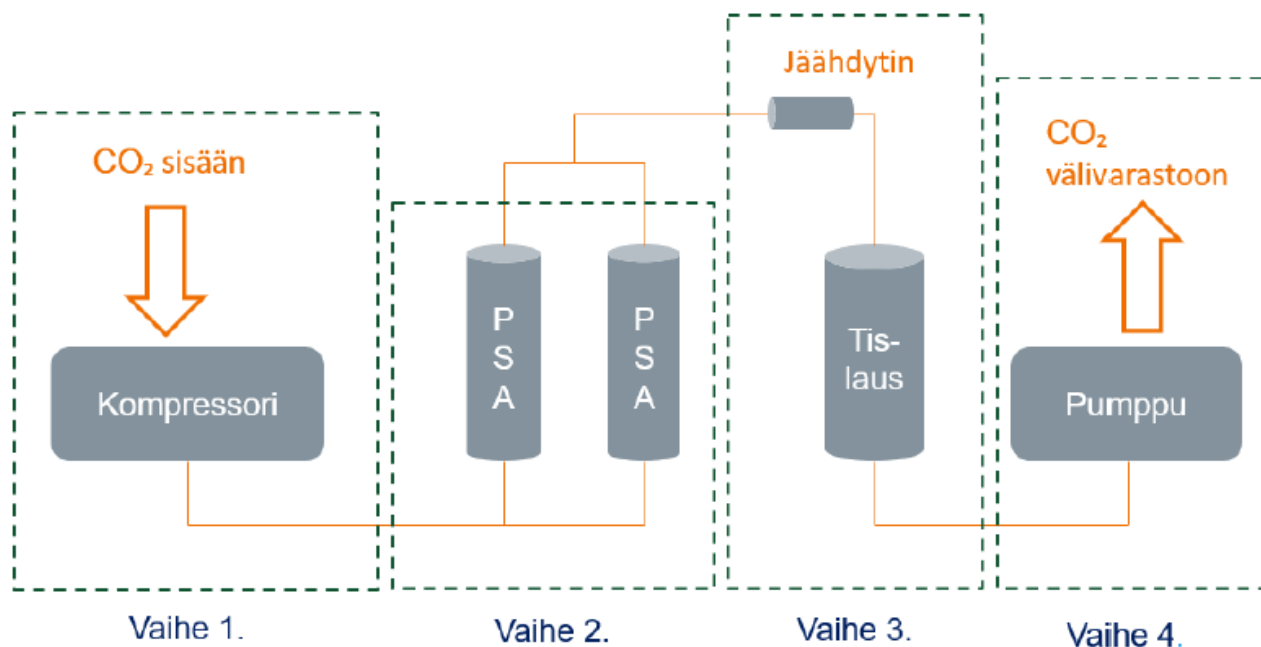 CO₂ sisään
Kompressori
Vaihe 1.
P
S
A
P
S
A
Vaihe 2.
Jäähdytin
Tis-
laus
Vaihe 3.
CO₂
välivarastoon
Pumppu
Vaihe 4.